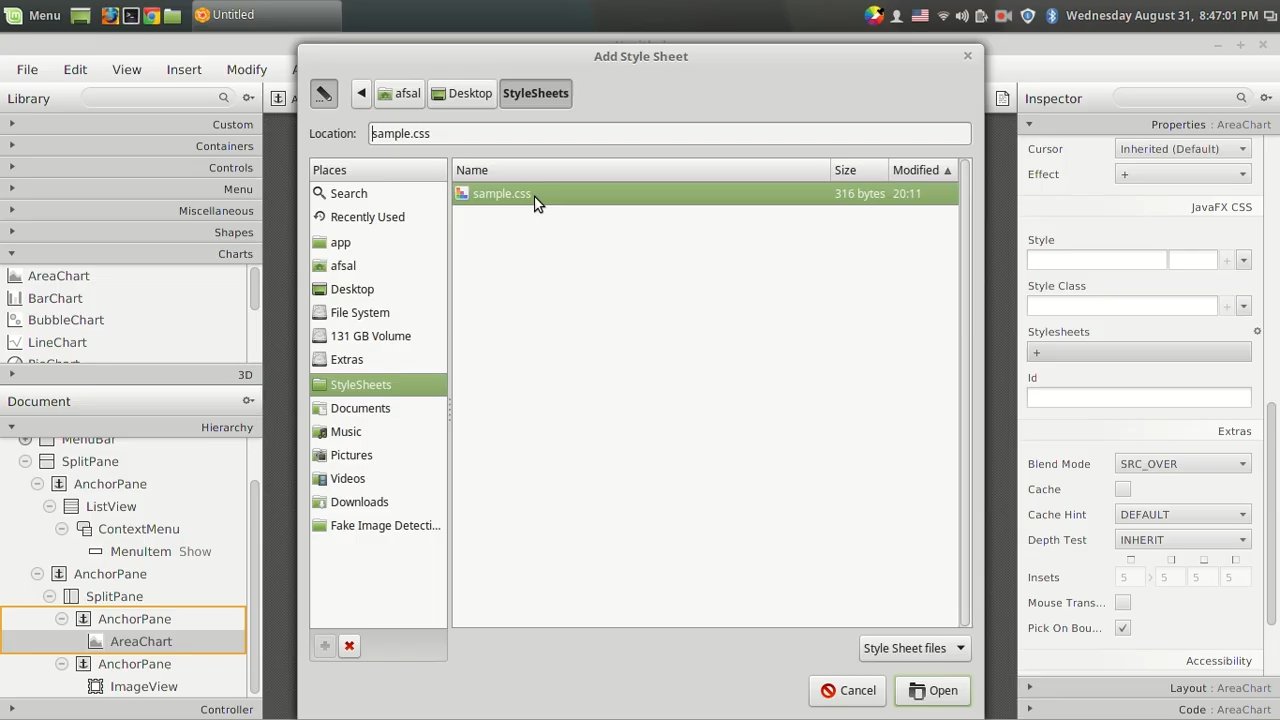 Menu
Untitled
Wednesday August 31, 8:47:01 PM
File
Edit
View
Insert
Modify
Library
Custom
Containers
Controls
Menu
Miscellaneous
Shapes
Charts
AreaChart
BarChart
BubbleChart
LineChart
3D
Document
Hierarchy
MenuBar
SplitPane
AnchorPane
ListView
ContextMenu
MenuItem Show
AnchorPane
SplitPane
AnchorPane
AreaChart
AnchorPane
ImageView
Controller
Add Style Sheet
afsal
Desktop
StyleSheets
Location:
sample.css
Places
Search
Recently Used
app
afsal
Desktop
File System
131 GB Volume
Extras
StyleSheets
Documents
Music
Pictures
Videos
Downloads
Fake Image Detecti...
Name
Size
Modified
sample.css
316 bytes
20:11
Style Sheet files
Cancel
Open
Inspector
Properties : AreaChart
Cursor
Inherited (Default)
Effect
+
JavaFX CSS
Style
+
Style Class
+
Stylesheets
+
Id
Extras
Blend Mode
SRC_OVER
Cache
Cache Hint
DEFAULT
Depth Test
INHERIT
Insets
5
5
5
5
Mouse Trans...
Pick On Bou...
Accessibility
Layout : AreaChart
Code : AreaChart